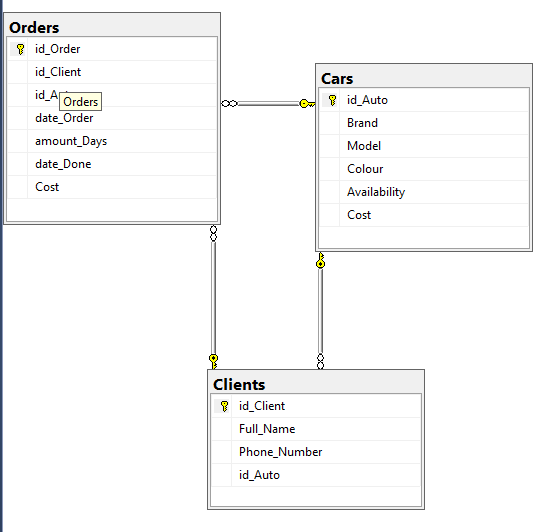 Orders
id_Order
id_Client
Orders
date_Order
amount_Days
date_Done
Cost
Cars
id_Auto
Brand
Model
Colour
Availability
Cost
Clients
id_Client
Full_Name
Phone_Number
id_Auto